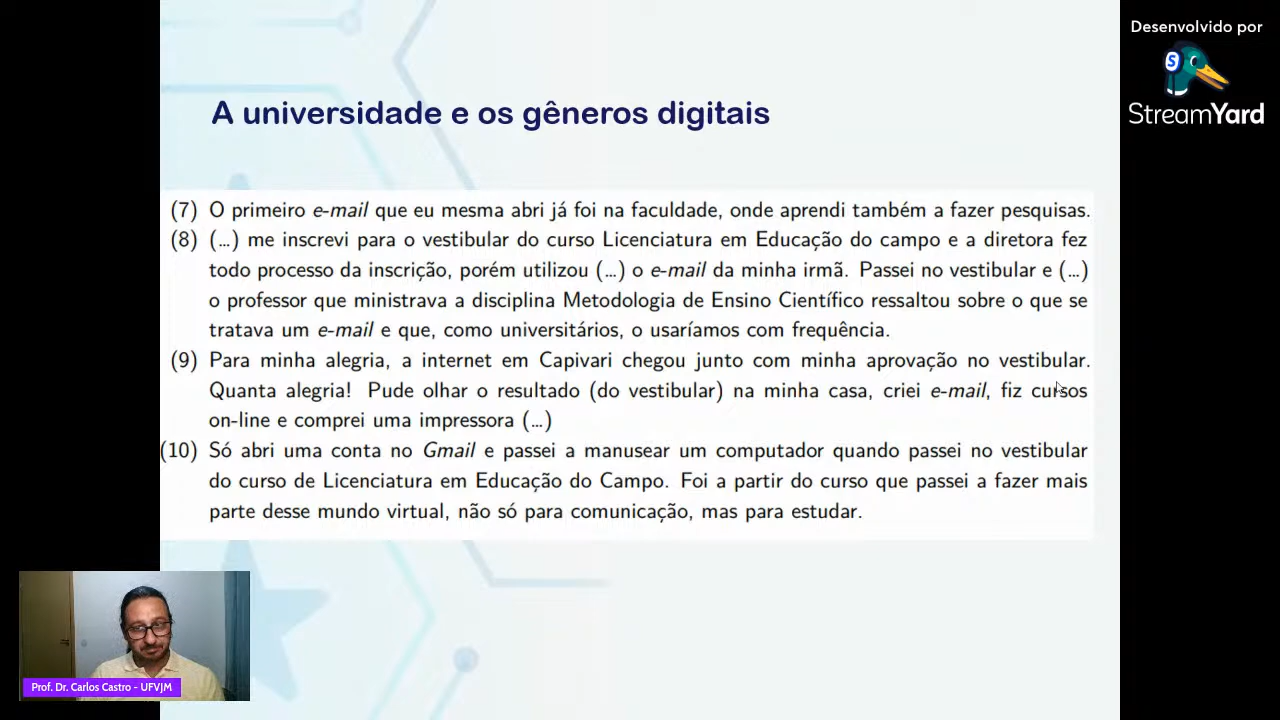 Desenvolvido por
StreamYard
A universidade e os gêneros digitais
(7) O primeiro e-mail que eu mesma abri já foi na faculdade, onde aprendi também a fazer pesquisas.
(8) (...) me inscrevi para o vestibular do curso Licenciatura em Educação do campo e a diretora fez
todo processo da inscrição, porém utilizou (...) o e-mail da minha irmã. Passei no vestibular e (...)
o professor que ministrava a disciplina Metodologia de Ensino Científico ressaltou sobre o que se
tratava um e-mail e que, como universitários, o usaríamos com frequência.
(9) Para minha alegria, a internet em Capivari chegou junto com minha aprovação no vestibular.
Quanta alegria! Pude olhar o resultado (do vestibular) na minha casa, criei e-mail, fiz cursos
on-line e comprei uma impressora (...)
(10) Só abri uma conta no Gmail e passei a manusear um computador quando passei no vestibular
do curso de Licenciatura em Educação do Campo. Foi a partir do curso que passei a fazer mais
parte desse mundo virtual, não só para comunicação, mas para estudar.
Prof. Dr. Carlos Castro - UFVJM